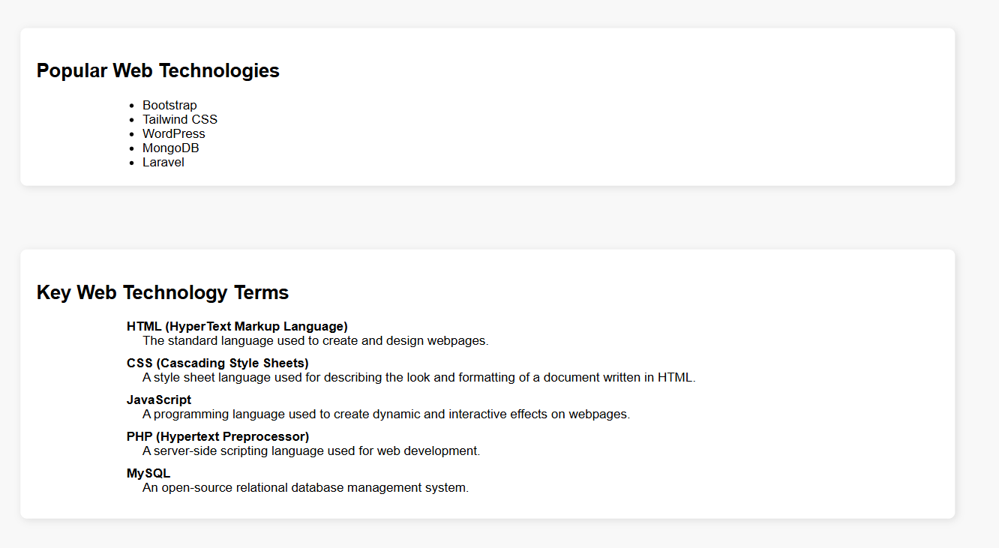 Popular Web Technologies
Bootstrap
Tailwind CSS
WordPress
MongoDB
Laravel
Key Web Technology Terms
HTML (HyperText Markup Language)
The standard language used to create and design webpages.
CSS (Cascading Style Sheets)
A style sheet language used for describing the look and formatting of a document written in HTML.
JavaScript
A programming language used to create dynamic and interactive effects on webpages.
PHP (Hypertext Preprocessor)
A server-side scripting language used for web development.
MySQL
An open-source relational database management system.